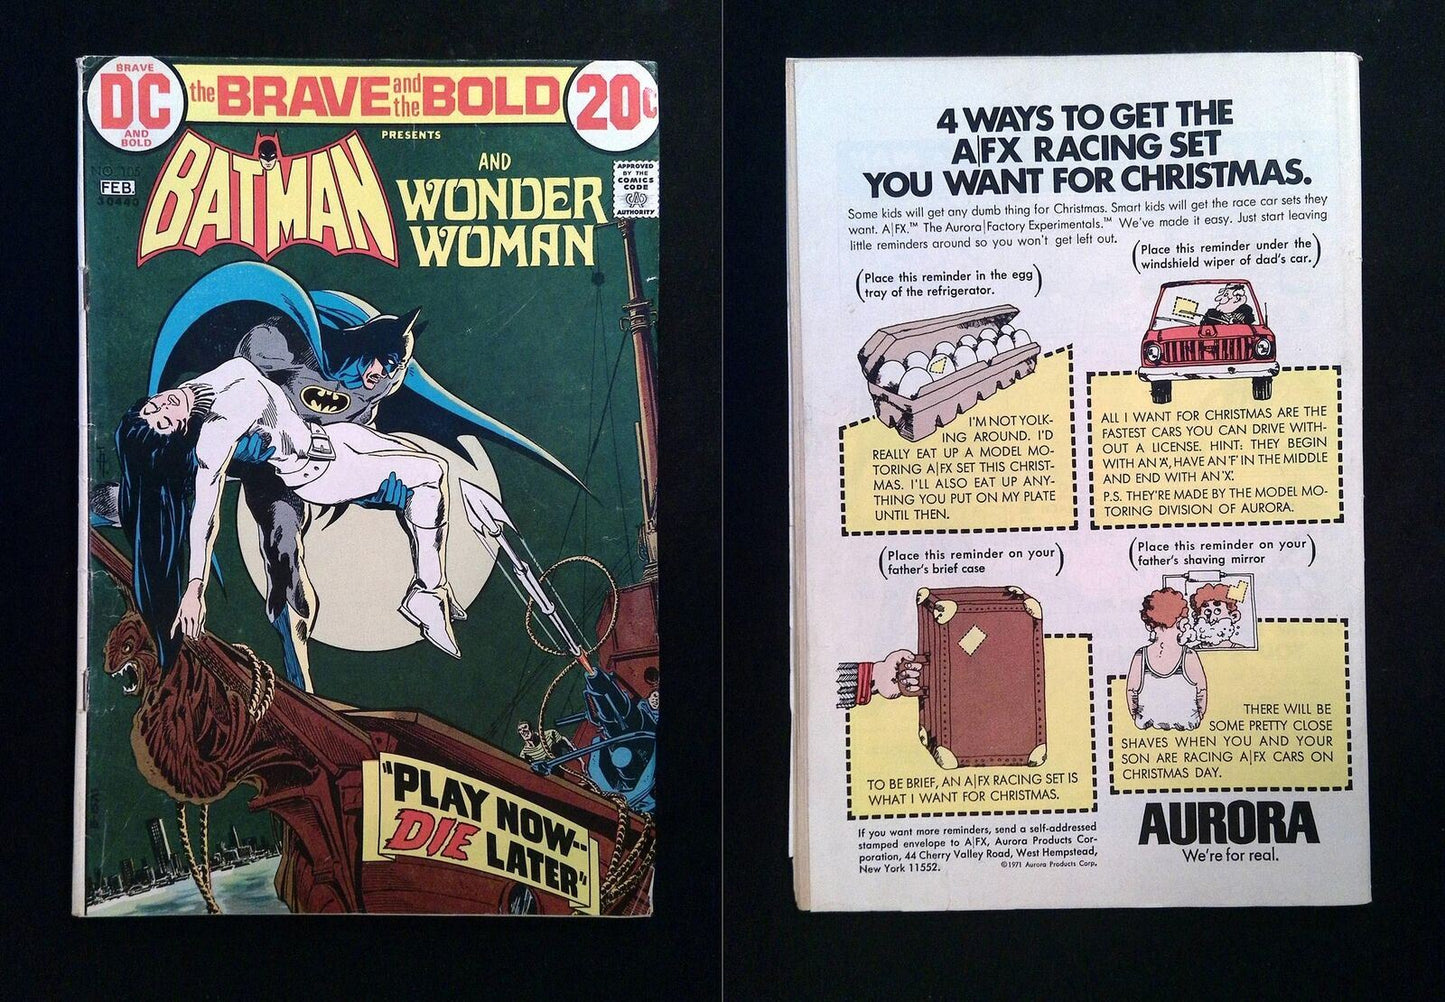 BRAVE
DC
AND
BOLD
the BRAVE and the BOLD
20¢
PRESENTS
NO. 105
FEB.
30440
BATMAN
AND
WONDER
WOMAN
APPROVED
BY THE
COMICS
CODE
AUTHORITY
"PLAY NOW--
DIE LATER"
4 WAYS TO GET THE
A|FX RACING SET
YOU WANT FOR CHRISTMAS.
Some kids will get any dumb thing for Christmas. Smart kids will get the race car sets they
want. A|FX.™ The Aurora|Factory Experimentals.™ We've made it easy. Just start leaving
little reminders around so you won't get left out.
(Place this reminder in the egg
tray of the refrigerator.)
(Place this reminder under the
windshield wiper of dad's car.)
I'M NOT YOLK-
ING AROUND. I'D
REALLY EAT UP A MODEL MO-
TORING A|FX SET THIS CHRIST-
MAS. I'LL ALSO EAT UP ANY-
THING YOU PUT ON MY PLATE
UNTIL THEN.
ALL I WANT FOR CHRISTMAS ARE THE
FASTEST CARS YOU CAN DRIVE WITH-
OUT A LICENSE. HINT: THEY BEGIN
WITH AN 'A', HAVE AN 'F' IN THE MIDDLE
AND END WITH AN 'X'.
P.S. THEY'RE MADE BY THE MODEL MO-
TORING DIVISION OF AURORA.
(Place this reminder on your
father's brief case)
(Place this reminder on your
father's shaving mirror)
TO BE BRIEF, AN A|FX RACING SET IS
WHAT I WANT FOR CHRISTMAS.
THERE WILL BE
SOME PRETTY CLOSE
SHAVES WHEN YOU AND YOUR
SON ARE RACING A|FX CARS ON
CHRISTMAS DAY.
If you want more reminders, send a self-addressed
stamped envelope to A|FX, Aurora Products Cor-
poration, 44 Cherry Valley Road, West Hempstead,
New York 11552.
©1971 Aurora Products Corp.
AURORA
We're for real.